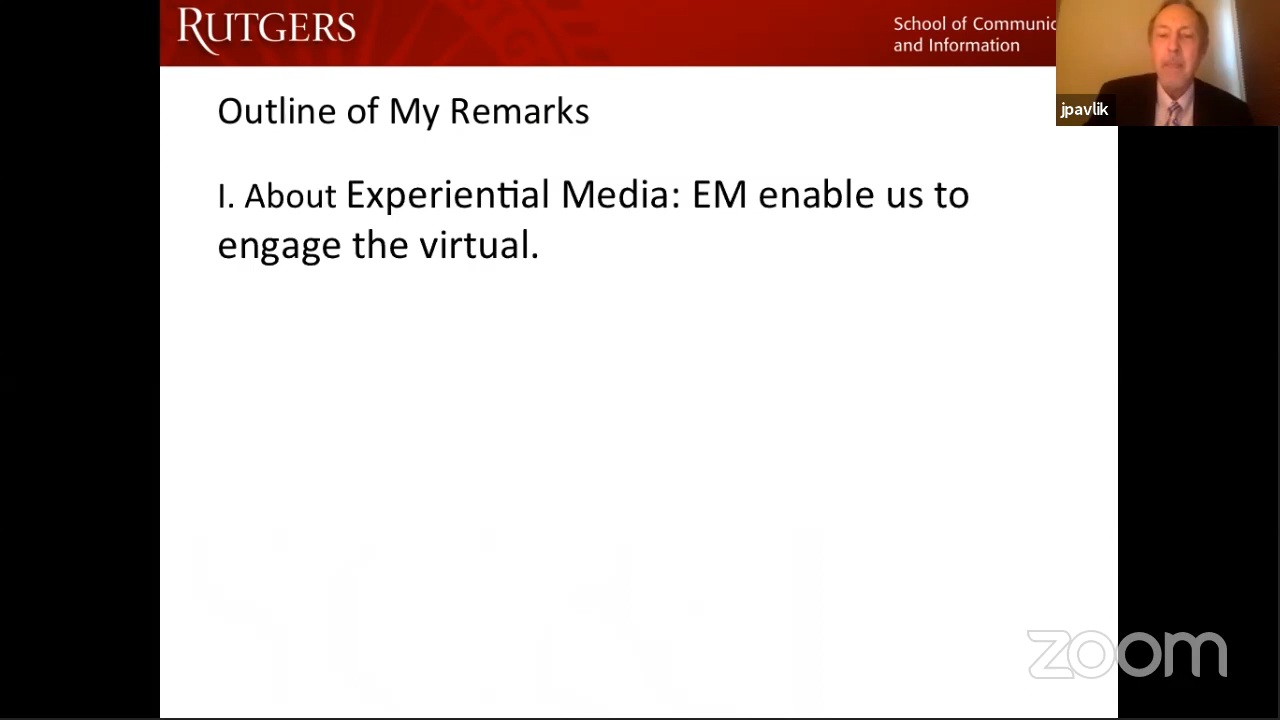 RUTGERS
School of Communic
and Information
jpavlik
Outline of My Remarks
I. About Experiential Media: EM enable us to
engage the virtual.
zoom